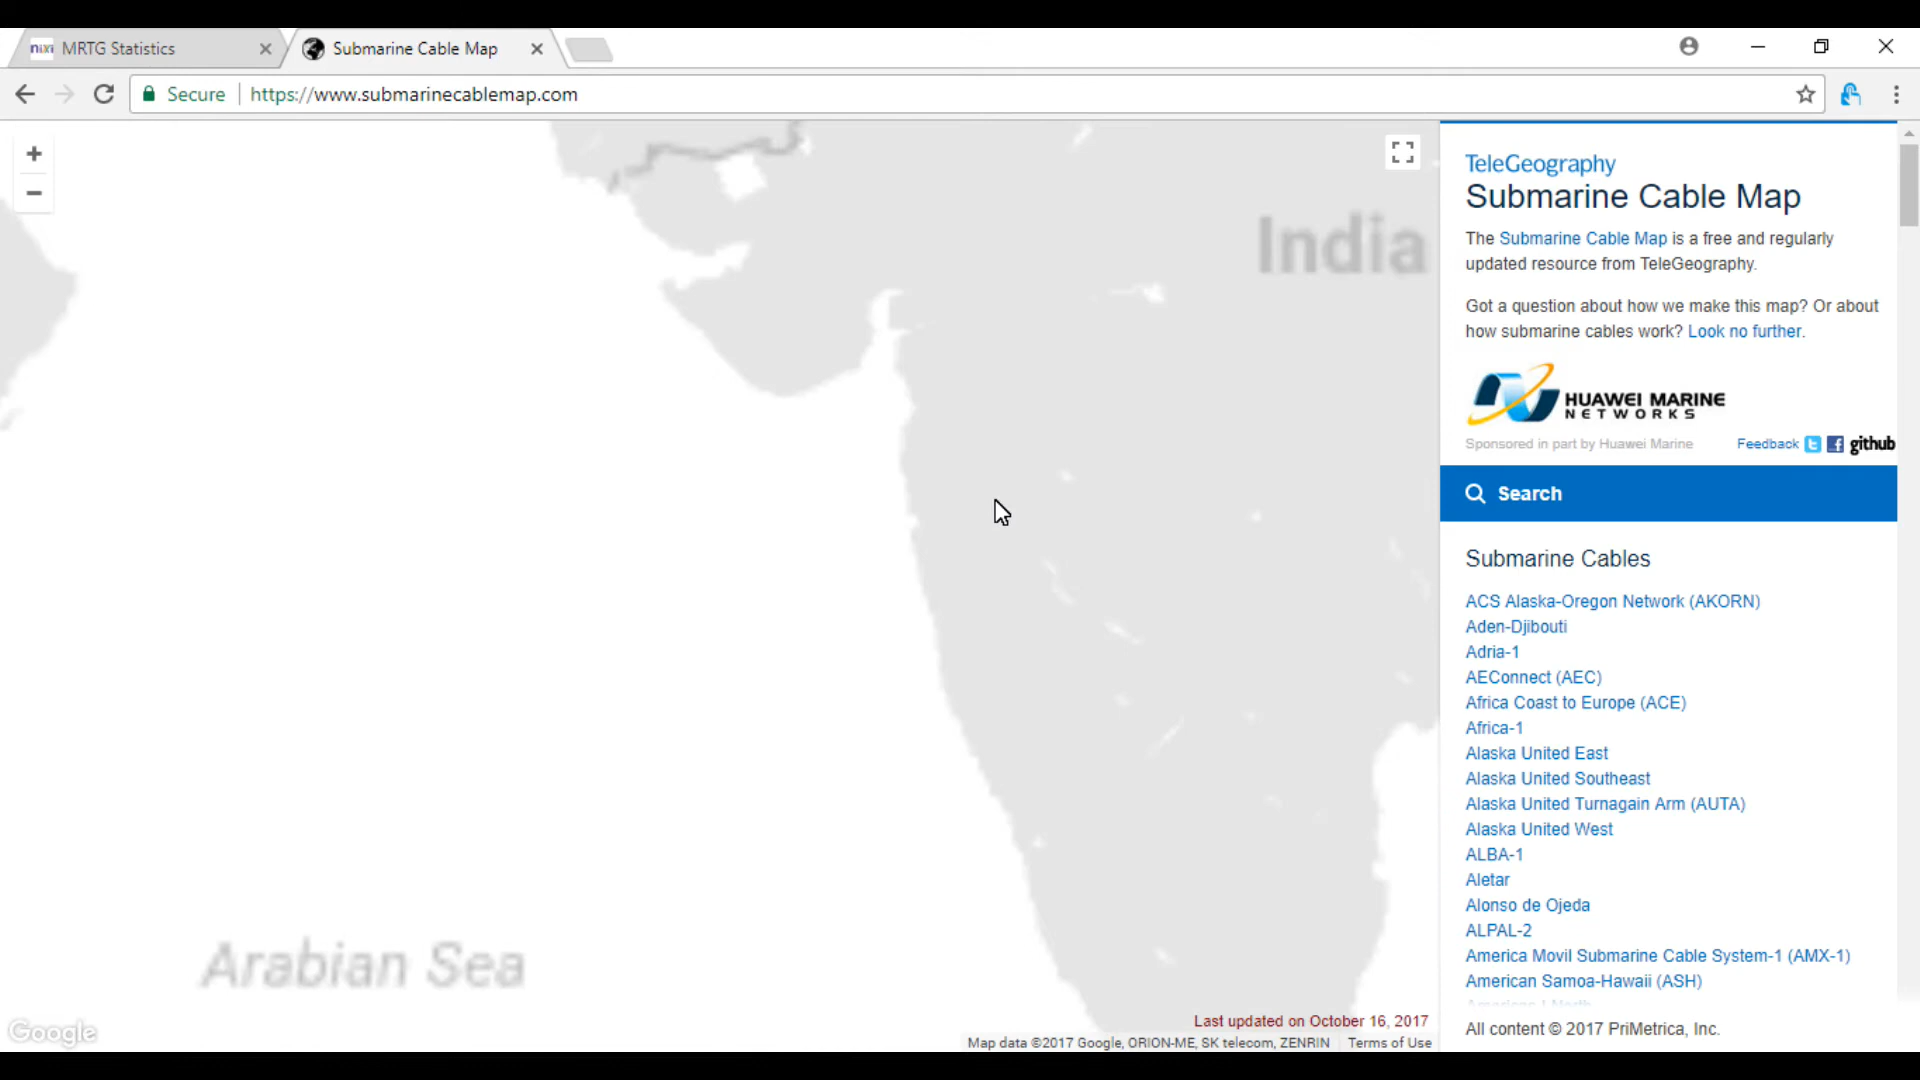 nixi MRTG Statistics
Submarine Cable Map
Secure
https://www.submarinecablemap.com
+
−
India
Arabian Sea
Google
Last updated on October 16, 2017
Map data ©2017 Google, ORION-ME, SK telecom, ZENRIN
Terms of Use
TeleGeography
Submarine Cable Map
The Submarine Cable Map is a free and regularly
updated resource from TeleGeography.
Got a question about how we make this map? Or about
how submarine cables work? Look no further.
HUAWEI MARINE
NETWORKS
Sponsored in part by Huawei Marine
Feedback
github
Search
Submarine Cables
ACS Alaska-Oregon Network (AKORN)
Aden-Djibouti
Adria-1
AEConnect (AEC)
Africa Coast to Europe (ACE)
Africa-1
Alaska United East
Alaska United Southeast
Alaska United Turnagain Arm (AUTA)
Alaska United West
ALBA-1
Aletar
Alonso de Ojeda
ALPAL-2
America Movil Submarine Cable System-1 (AMX-1)
American Samoa-Hawaii (ASH)
All content © 2017 PriMetrica, Inc.